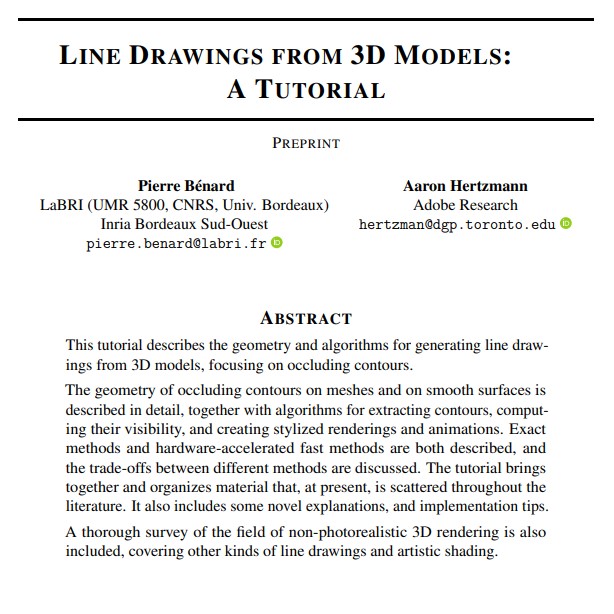 LINE DRAWINGS FROM 3D MODELS:
A TUTORIAL
PREPRINT
Pierre Bénard
LaBRI (UMR 5800, CNRS, Univ. Bordeaux)
Inria Bordeaux Sud-Ouest
pierre.benard@labri.fr iD
Aaron Hertzmann
Adobe Research
hertzman@dgp.toronto.edu iD
ABSTRACT
This tutorial describes the geometry and algorithms for generating line draw-
ings from 3D models, focusing on occluding contours.
The geometry of occluding contours on meshes and on smooth surfaces is
described in detail, together with algorithms for extracting contours, comput-
ing their visibility, and creating stylized renderings and animations. Exact
methods and hardware-accelerated fast methods are both described, and
the trade-offs between different methods are discussed. The tutorial brings
together and organizes material that, at present, is scattered throughout the
literature. It also includes some novel explanations, and implementation tips.
A thorough survey of the field of non-photorealistic 3D rendering is also
included, covering other kinds of line drawings and artistic shading.